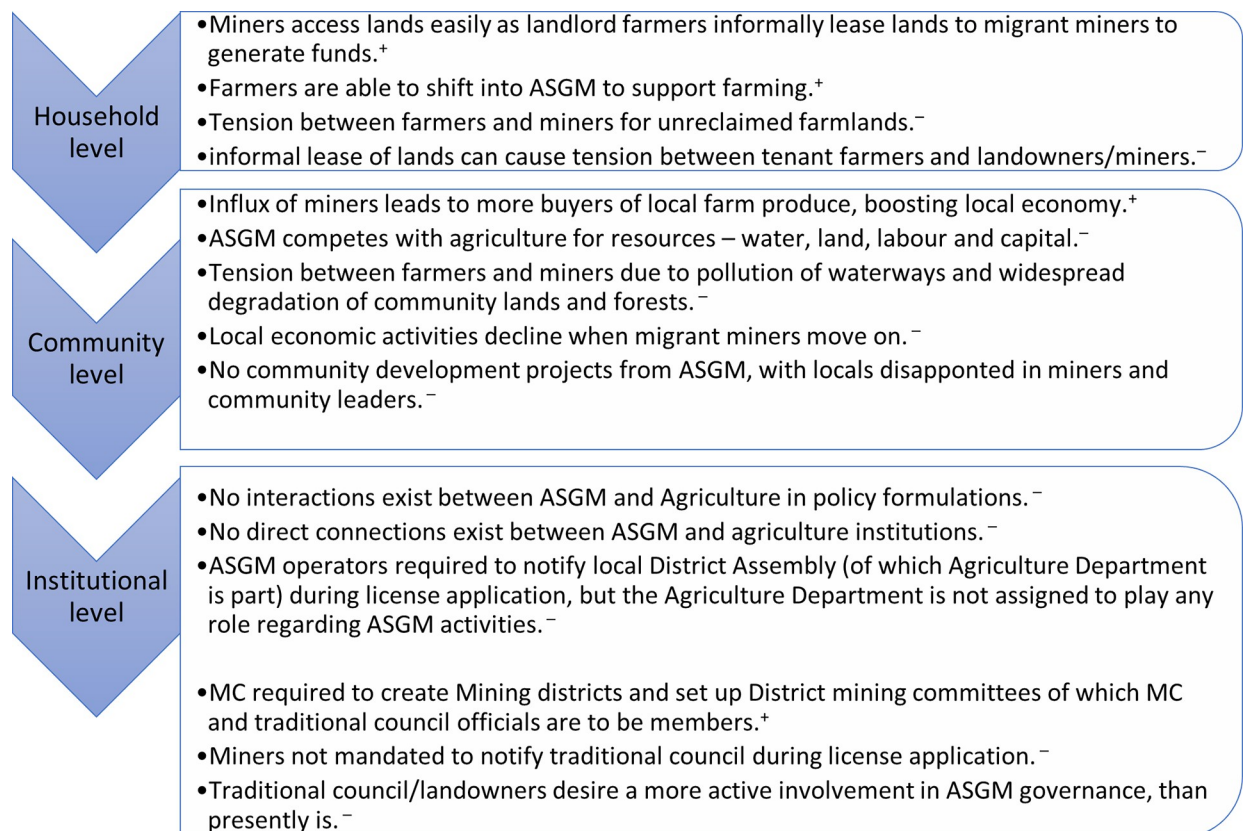 Household
level
•Miners access lands easily as landlord farmers informally lease lands to migrant miners to
generate funds.⁺
•Farmers are able to shift into ASGM to support farming.⁺
•Tension between farmers and miners for unreclaimed farmlands.⁻
•informal lease of lands can cause tension between tenant farmers and landowners/miners.⁻
Community
level
•Influx of miners leads to more buyers of local farm produce, boosting local economy.⁺
•ASGM competes with agriculture for resources – water, land, labour and capital.⁻
•Tension between farmers and miners due to pollution of waterways and widespread
degradation of community lands and forests.⁻
•Local economic activities decline when migrant miners move on.⁻
•No community development projects from ASGM, with locals disapponted in miners and
community leaders.⁻
Institutional
level
•No interactions exist between ASGM and Agriculture in policy formulations.⁻
•No direct connections exist between ASGM and agriculture institutions.⁻
•ASGM operators required to notify local District Assembly (of which Agriculture Department
is part) during license application, but the Agriculture Department is not assigned to play any
role regarding ASGM activities.⁻
•MC required to create Mining districts and set up District mining committees of which MC
and traditional council officials are to be members.⁺
•Miners not mandated to notify traditional council during license application.⁻
•Traditional council/landowners desire a more active involvement in ASGM governance, than
presently is.⁻